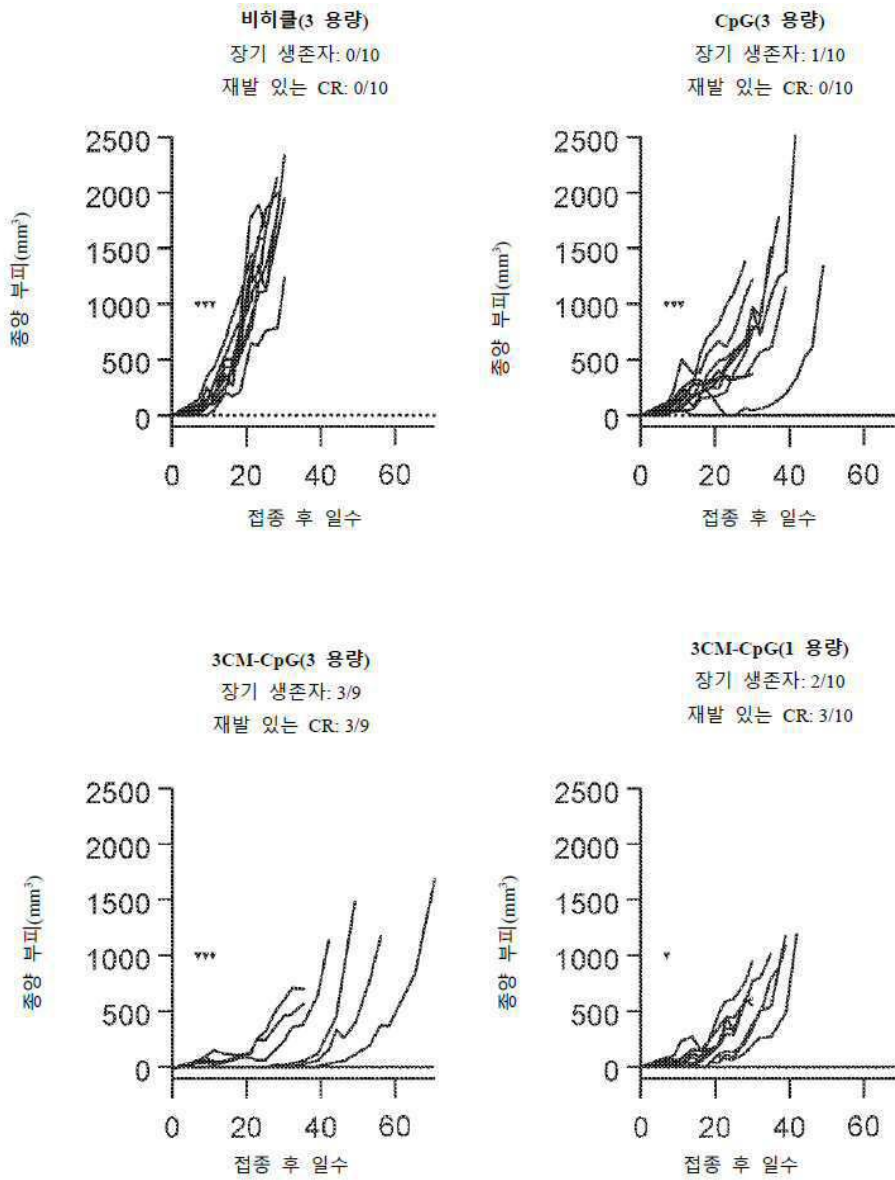 비히클(3 용량)
장기 생존자: 0/10
재발 있는 CR: 0/10
2500
2000
1500
1000
500
0
종양 부피(mm³)
0 20 40 60
접종 후 일수
CpG(3 용량)
장기 생존자: 1/10
재발 있는 CR: 0/10
2500
2000
1500
1000
500
0
종양 부피(mm³)
0 20 40 60
접종 후 일수
3CM-CpG(3 용량)
장기 생존자: 3/9
재발 있는 CR: 3/9
2500
2000
1500
1000
500
0
종양 부피(mm³)
0 20 40 60
접종 후 일수
3CM-CpG(1 용량)
장기 생존자: 2/10
재발 있는 CR: 3/10
2500
2000
1500
1000
500
0
종양 부피(mm³)
0 20 40 60
접종 후 일수